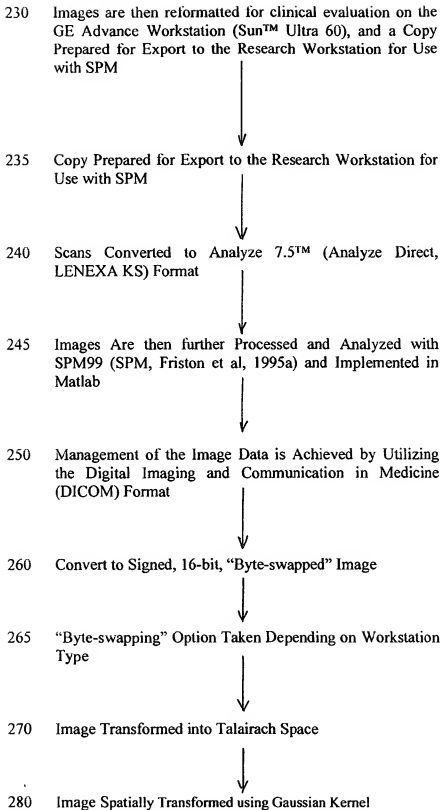 230 Images are then reformatted for clinical evaluation on the
GE Advance Workstation (Sun™ Ultra 60), and a Copy
Prepared for Export to the Research Workstation for Use
with SPM
235 Copy Prepared for Export to the Research Workstation for
Use with SPM
240 Scans Converted to Analyze 7.5™ (Analyze Direct,
LENEXA KS) Format
245 Images Are then further Processed and Analyzed with
SPM99 (SPM, Friston et al, 1995a) and Implemented in
Matlab
250 Management of the Image Data is Achieved by Utilizing
the Digital Imaging and Communication in Medicine
(DICOM) Format
260 Convert to Signed, 16-bit, “Byte-swapped” Image
265 “Byte-swapping” Option Taken Depending on Workstation
Type
270 Image Transformed into Talairach Space
280 Image Spatially Transformed using Gaussian Kernel